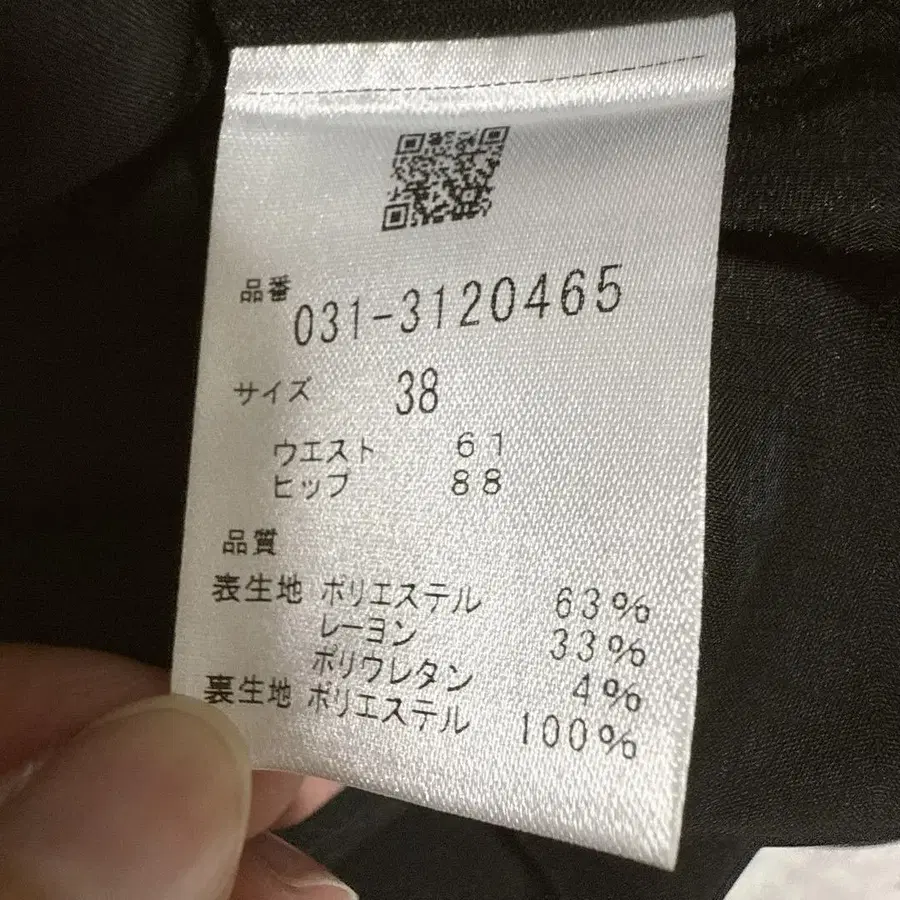 品番
031-3120465
サイズ 38
ウエスト 61
ヒップ 88
品質
表生地 ポリエステル 63%
レーヨン 33%
ポリウレタン 4%
裏生地 ポリエステル 100%